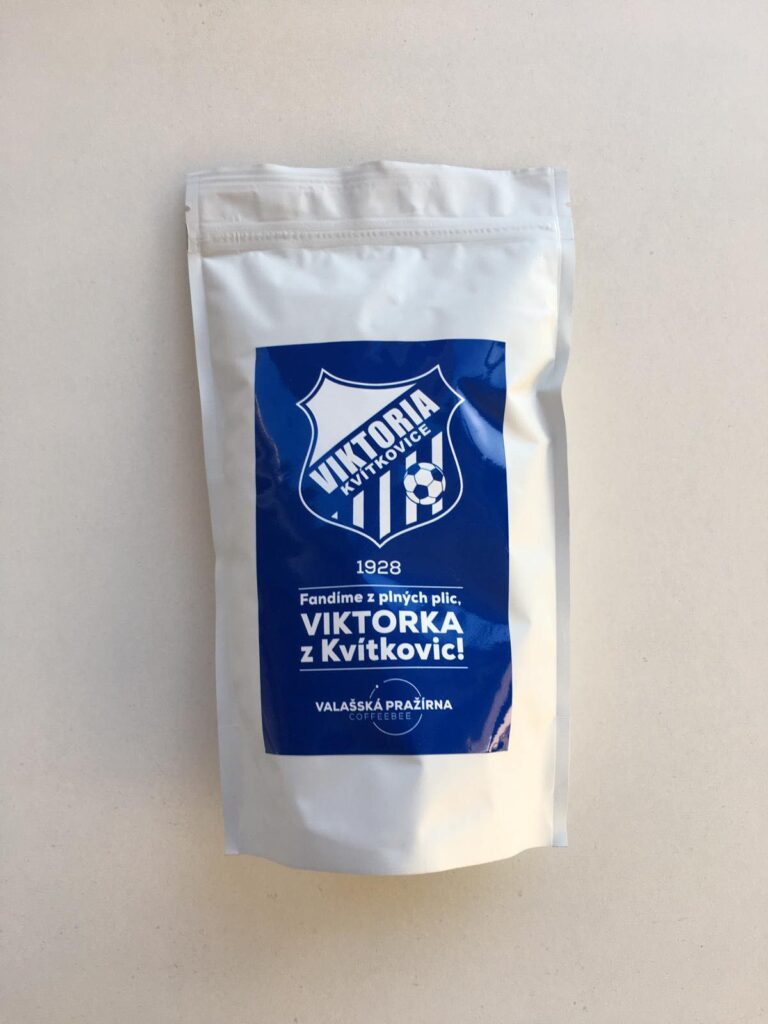 VIKTORIA
KVÍTKOVICE
1928
Fandíme z plných plic,
VIKTORKA
z Kvítkovic!
VALAŠSKÁ PRAŽÍRNA
COFFEEBEE